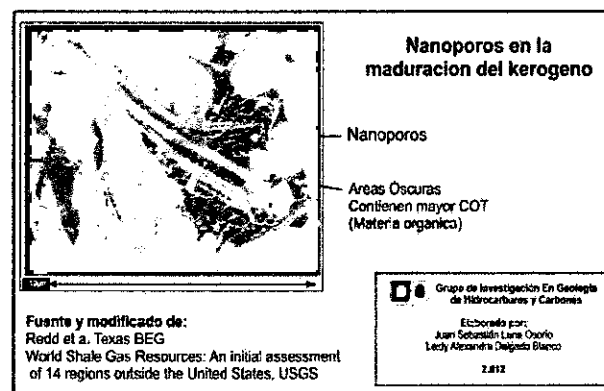 Nanoporos en la
maduracion del kerogeno
Nanoporos
Areas Oscuras
Contienen mayor COT
(Materia organica)
Fuente y modificado de:
Redd et a. Texas BEG
World Shale Gas Resources: An initial assessment
of 14 regions outside the United States, USGS
Grupo de Investigación En Geología
de Hidrocarburos y Carbones
Elaborado por:
Juan Sebastián Luna Osorio
Leidy Alexandra Delgado Blanco
2.012